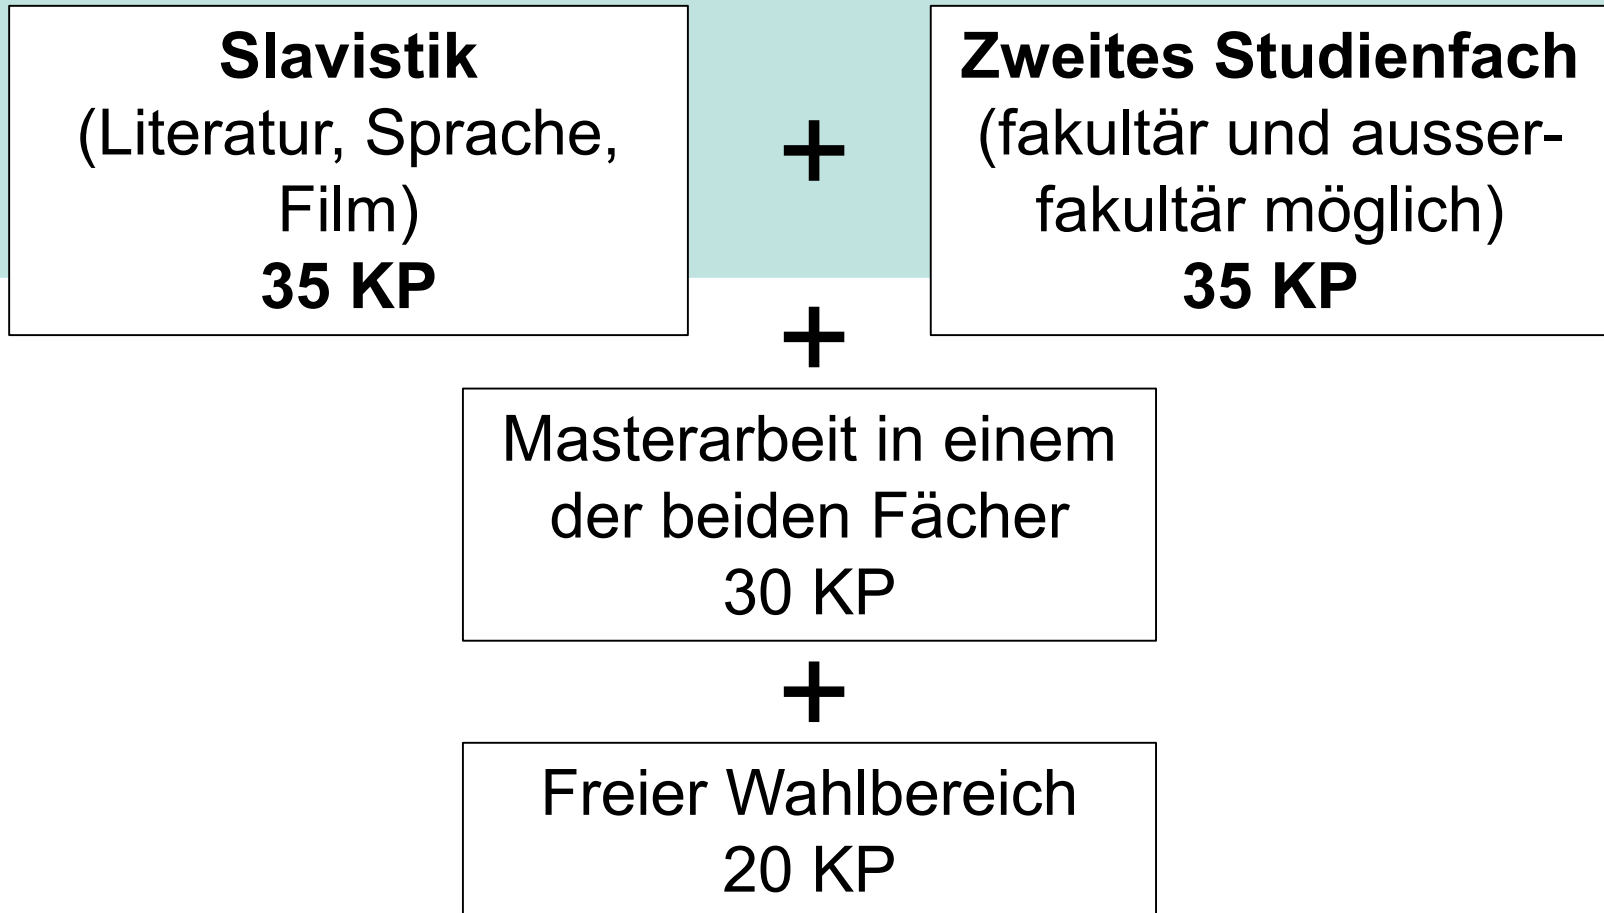 Slavistik
(Literatur, Sprache,
Film)
35 KP
+
Zweites Studienfach
(fakultär und ausser-
fakultär möglich)
35 KP
+
Masterarbeit in einem
der beiden Fächer
30 KP
+
Freier Wahlbereich
20 KP